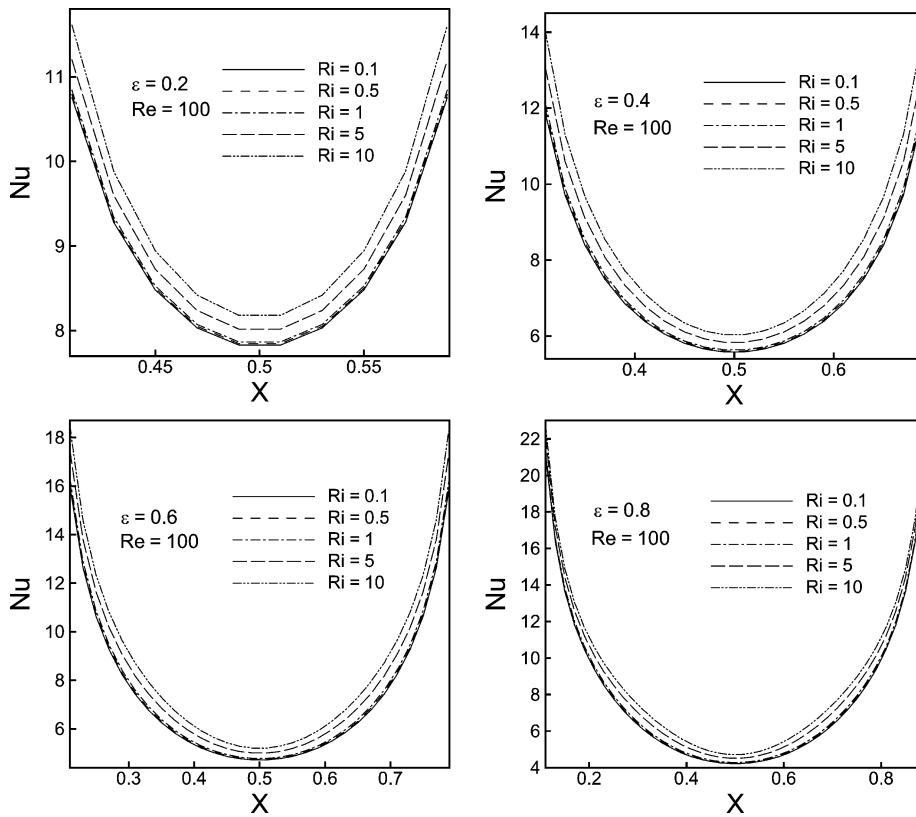 Nu
11
10
9
8
ε = 0.2
Re = 100
Ri = 0.1
Ri = 0.5
Ri = 1
Ri = 5
Ri = 10
0.45
0.5
0.55
X
Nu
14
12
10
8
6
ε = 0.4
Re = 100
Ri = 0.1
Ri = 0.5
Ri = 1
Ri = 5
Ri = 10
0.4
0.5
0.6
X
Nu
18
16
14
12
10
8
6
ε = 0.6
Re = 100
Ri = 0.1
Ri = 0.5
Ri = 1
Ri = 5
Ri = 10
0.3
0.4
0.5
0.6
0.7
X
Nu
22
20
18
16
14
12
10
8
6
4
ε = 0.8
Re = 100
Ri = 0.1
Ri = 0.5
Ri = 1
Ri = 5
Ri = 10
0.2
0.4
0.6
0.8
X